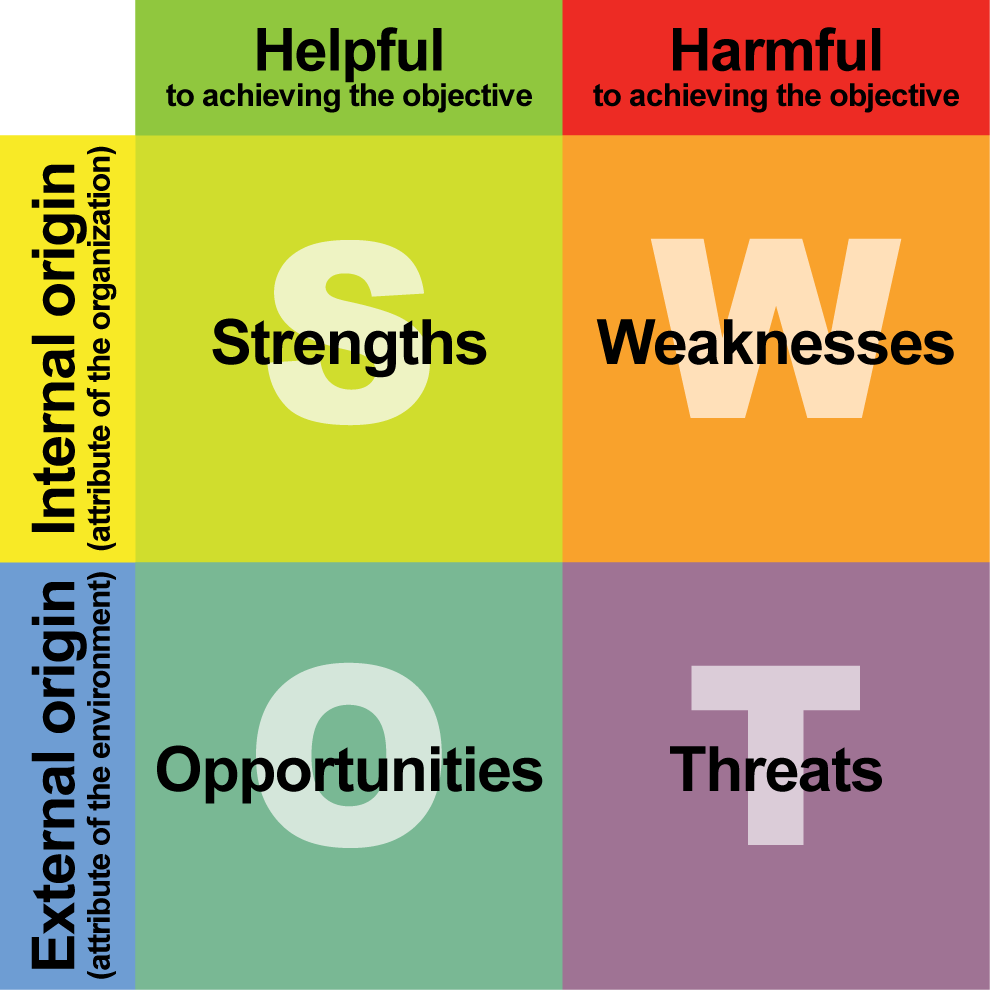 Helpful
to achieving the objective
Harmful
to achieving the objective
Internal origin
(attribute of the organization)
S
Strengths
W
Weaknesses
External origin
(attribute of the environment)
O
Opportunities
T
Threats